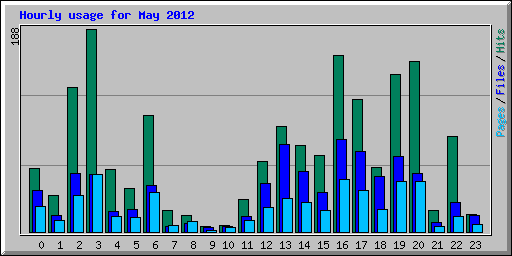 Hourly usage for May 2012
188
Pages / Files / Hits
0 1 2 3 4 5 6 7 8 9 10 11 12 13 14 15 16 17 18 19 20 21 22 23